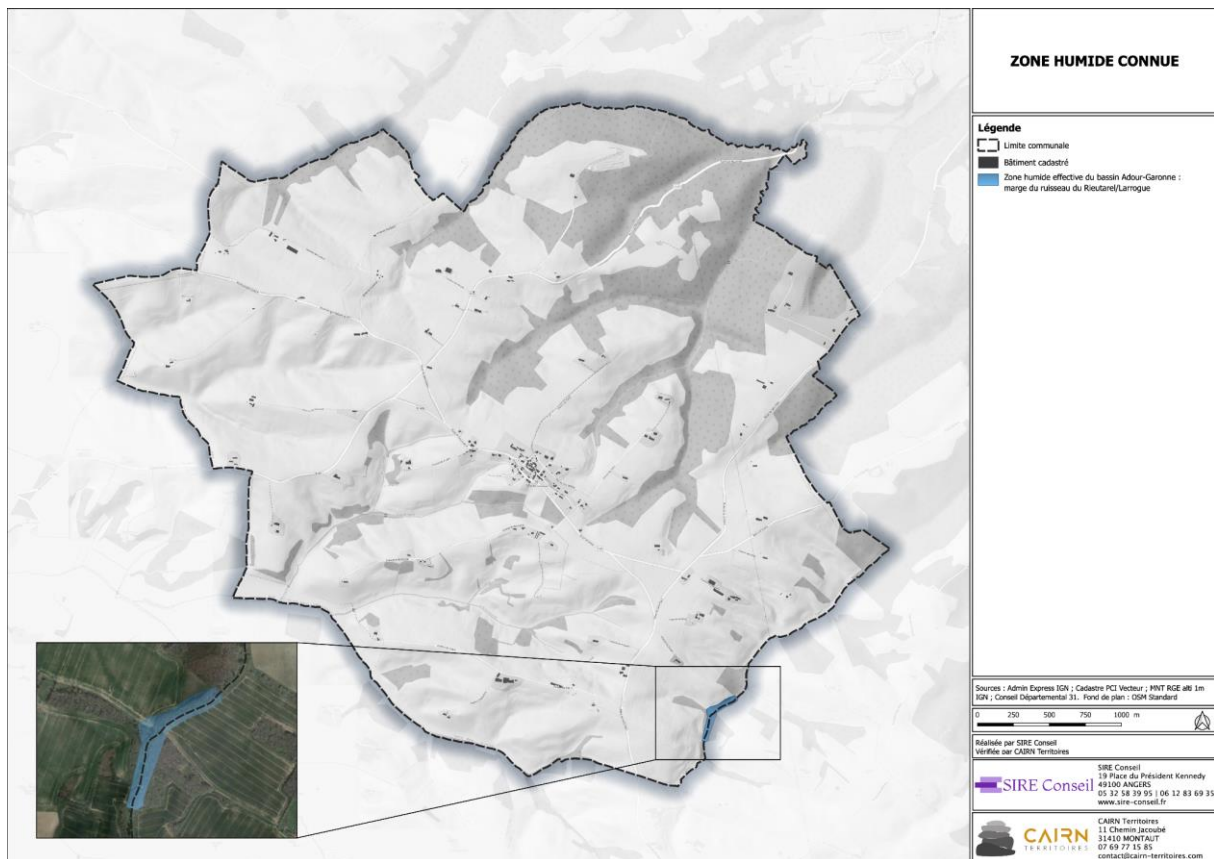 ZONE HUMIDE CONNUE
Légende
Limite communale
Bâtiment cadastré
Zone humide effective du bassin Adour-Garonne :
marge du ruisseau du Rieutarel/Larrogue
Sources : Admin Express IGN ; Cadastre PCI Vecteur ; MNT RGE alti 1m
IGN ; Conseil Départemental 31. Fond de plan : OSM Standard
0 250 500 750 1000 m
Réalisée par SIRE Conseil
Vérifiée par CAIRN Territoires
SIRE Conseil
SIRE Conseil
19 Place du Président Kennedy
49100 ANGERS
05 32 58 39 95 | 06 12 83 69 35
www.sire-conseil.fr
CAIRN
TERRITOIRES
CAIRN Territoires
11 Chemin Jacoubé
31410 MONTAUT
07 69 77 15 85
contact@cairn-territoires.com